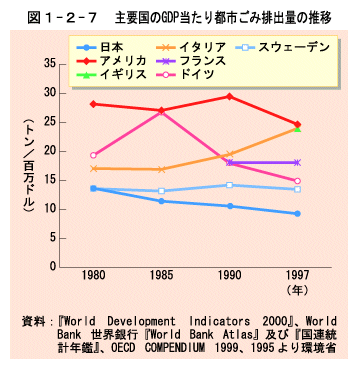 図1-2-7 主要国のGDP当たり都市ごみ排出量の推移
日本 イタリア スウェーデン
アメリカ フランス
イギリス ドイツ
(トン/百万ドル)
35
30
25
20
15
10
5
0
1980 1985 1990 1997
(年)
資料:『World Development Indicators 2000』、World
Bank 世界銀行『World Bank Atlas』及び『国連統
計年鑑』、OECD COMPENDIUM 1999、1995より環境省